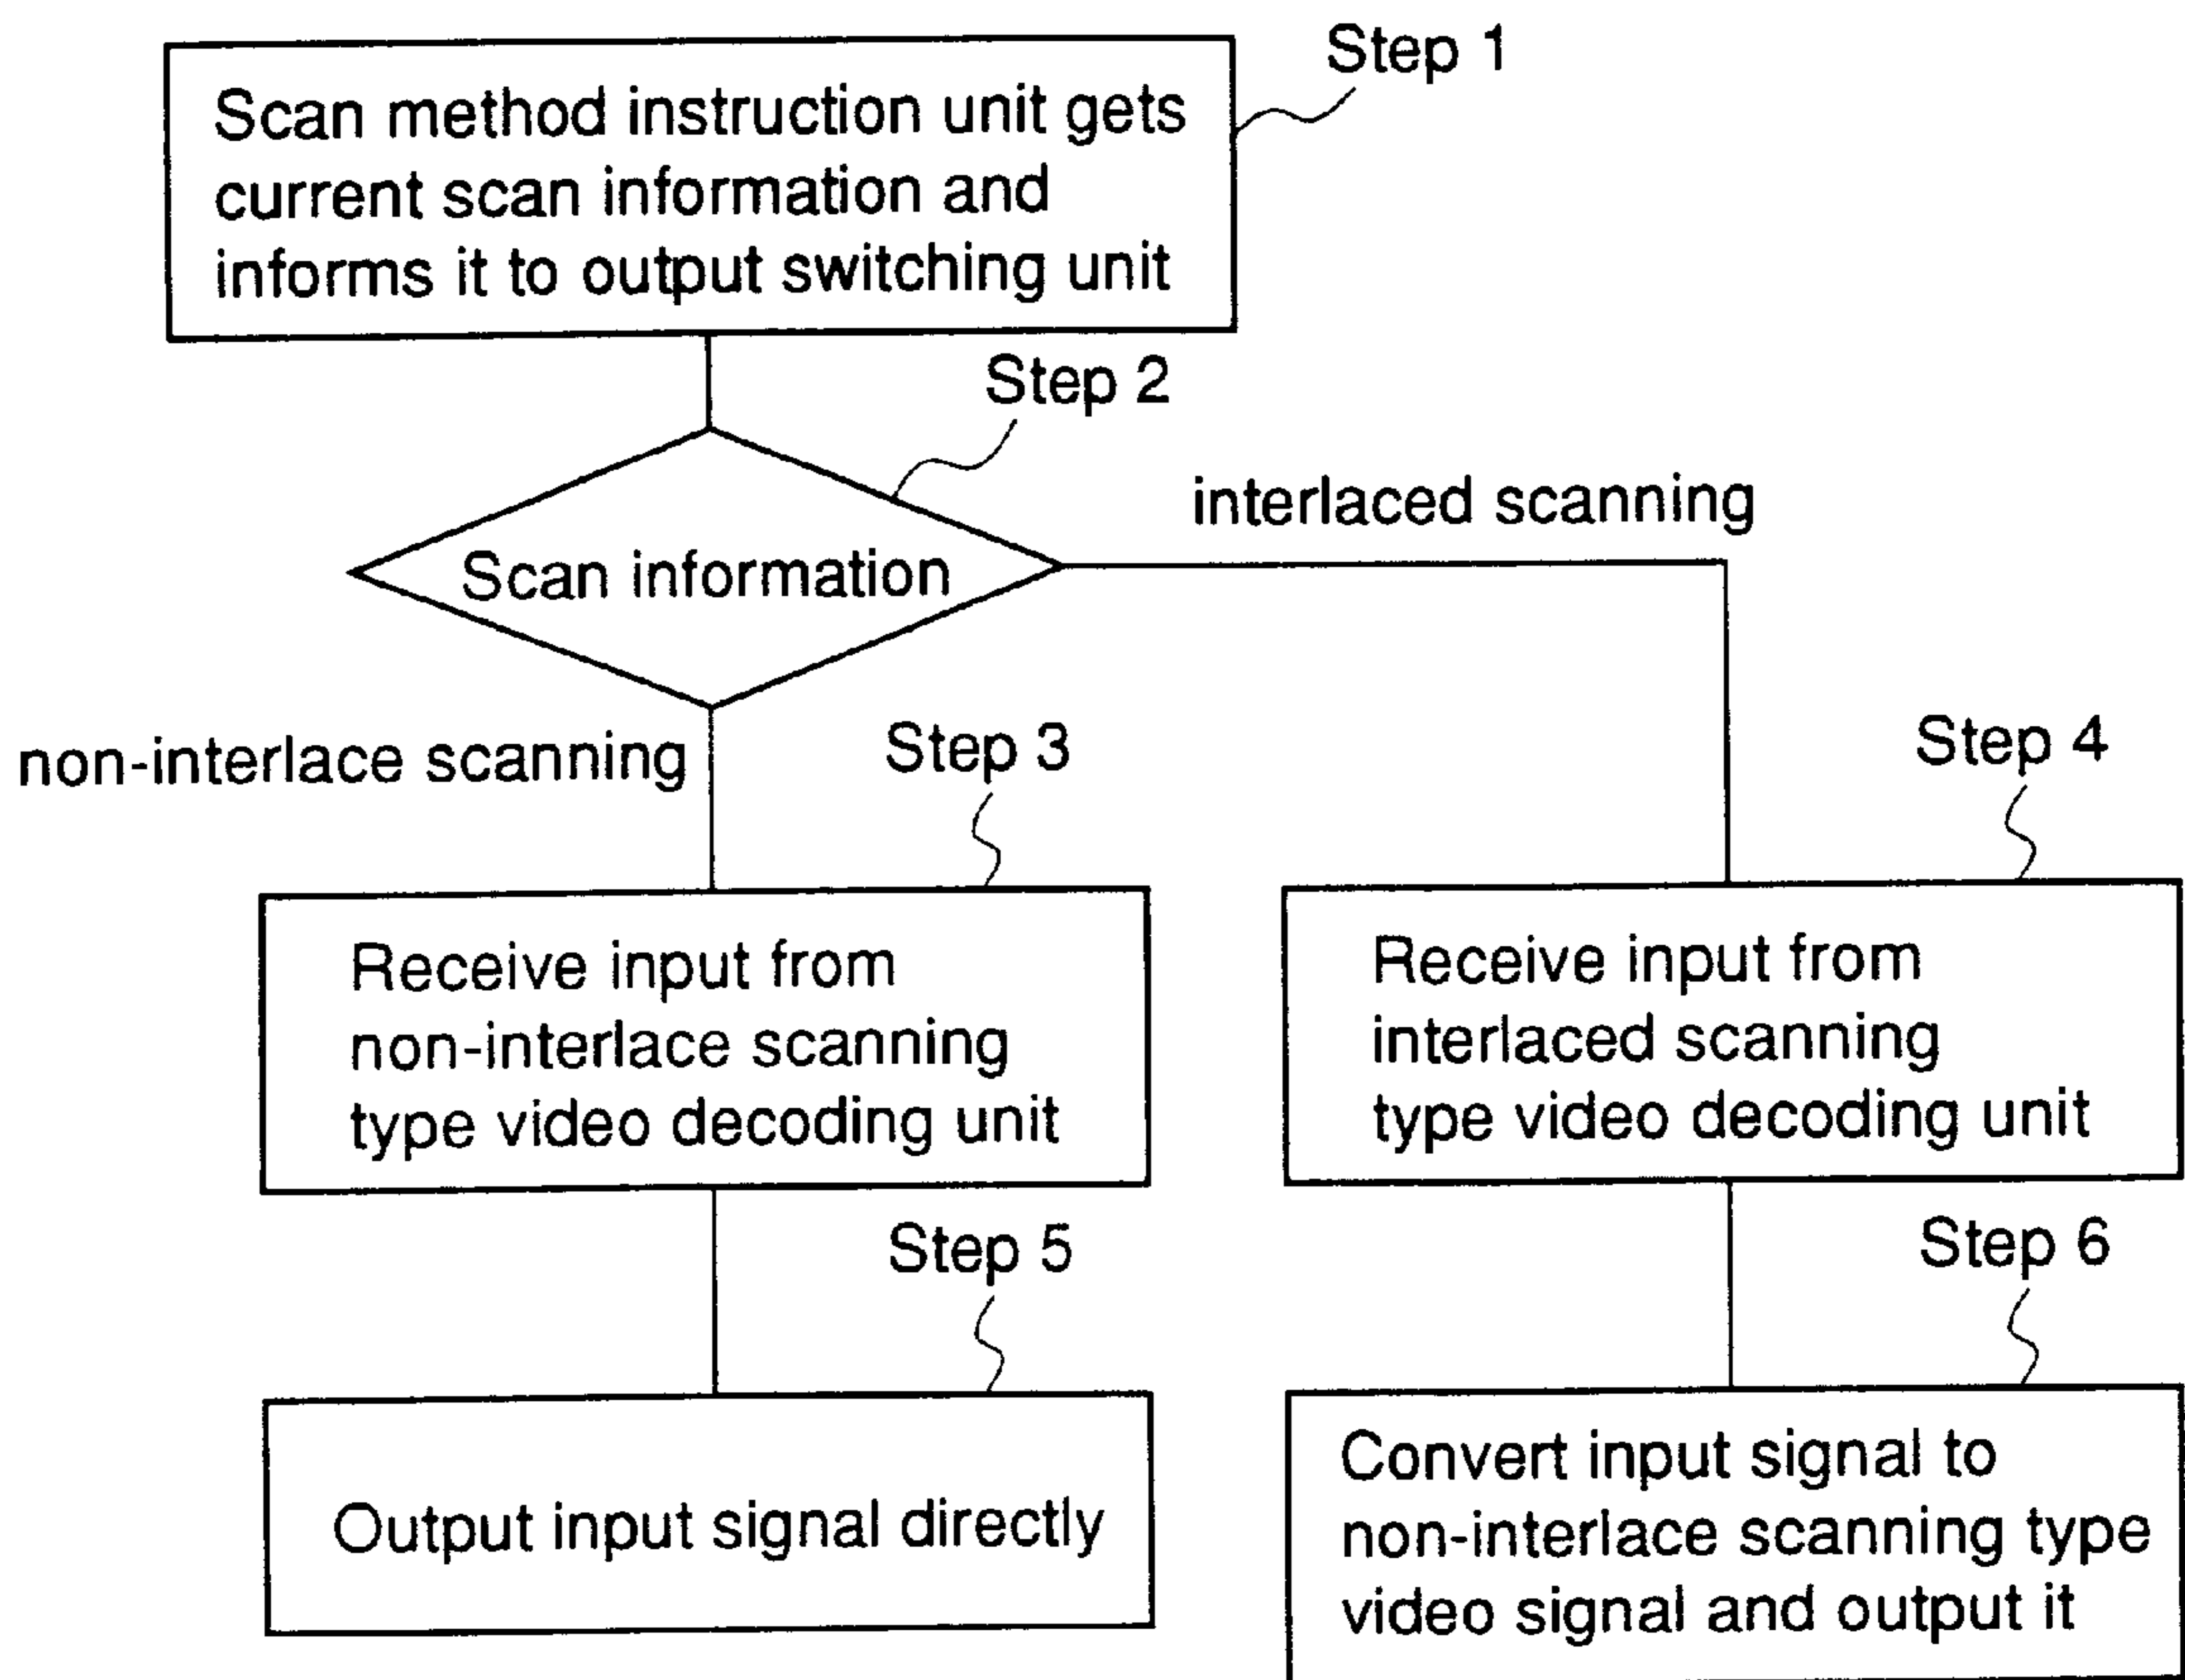 Step 1
Scan method instruction unit gets
current scan information and
informs it to output switching unit
Step 2
interlaced scanning
Scan information
non-interlace scanning
Step 3
Step 4
Receive input from
non-interlace scanning
type video decoding unit
Receive input from
interlaced scanning
type video decoding unit
Step 5
Step 6
Output input signal directly
Convert input signal to
non-interlace scanning type
video signal and output it